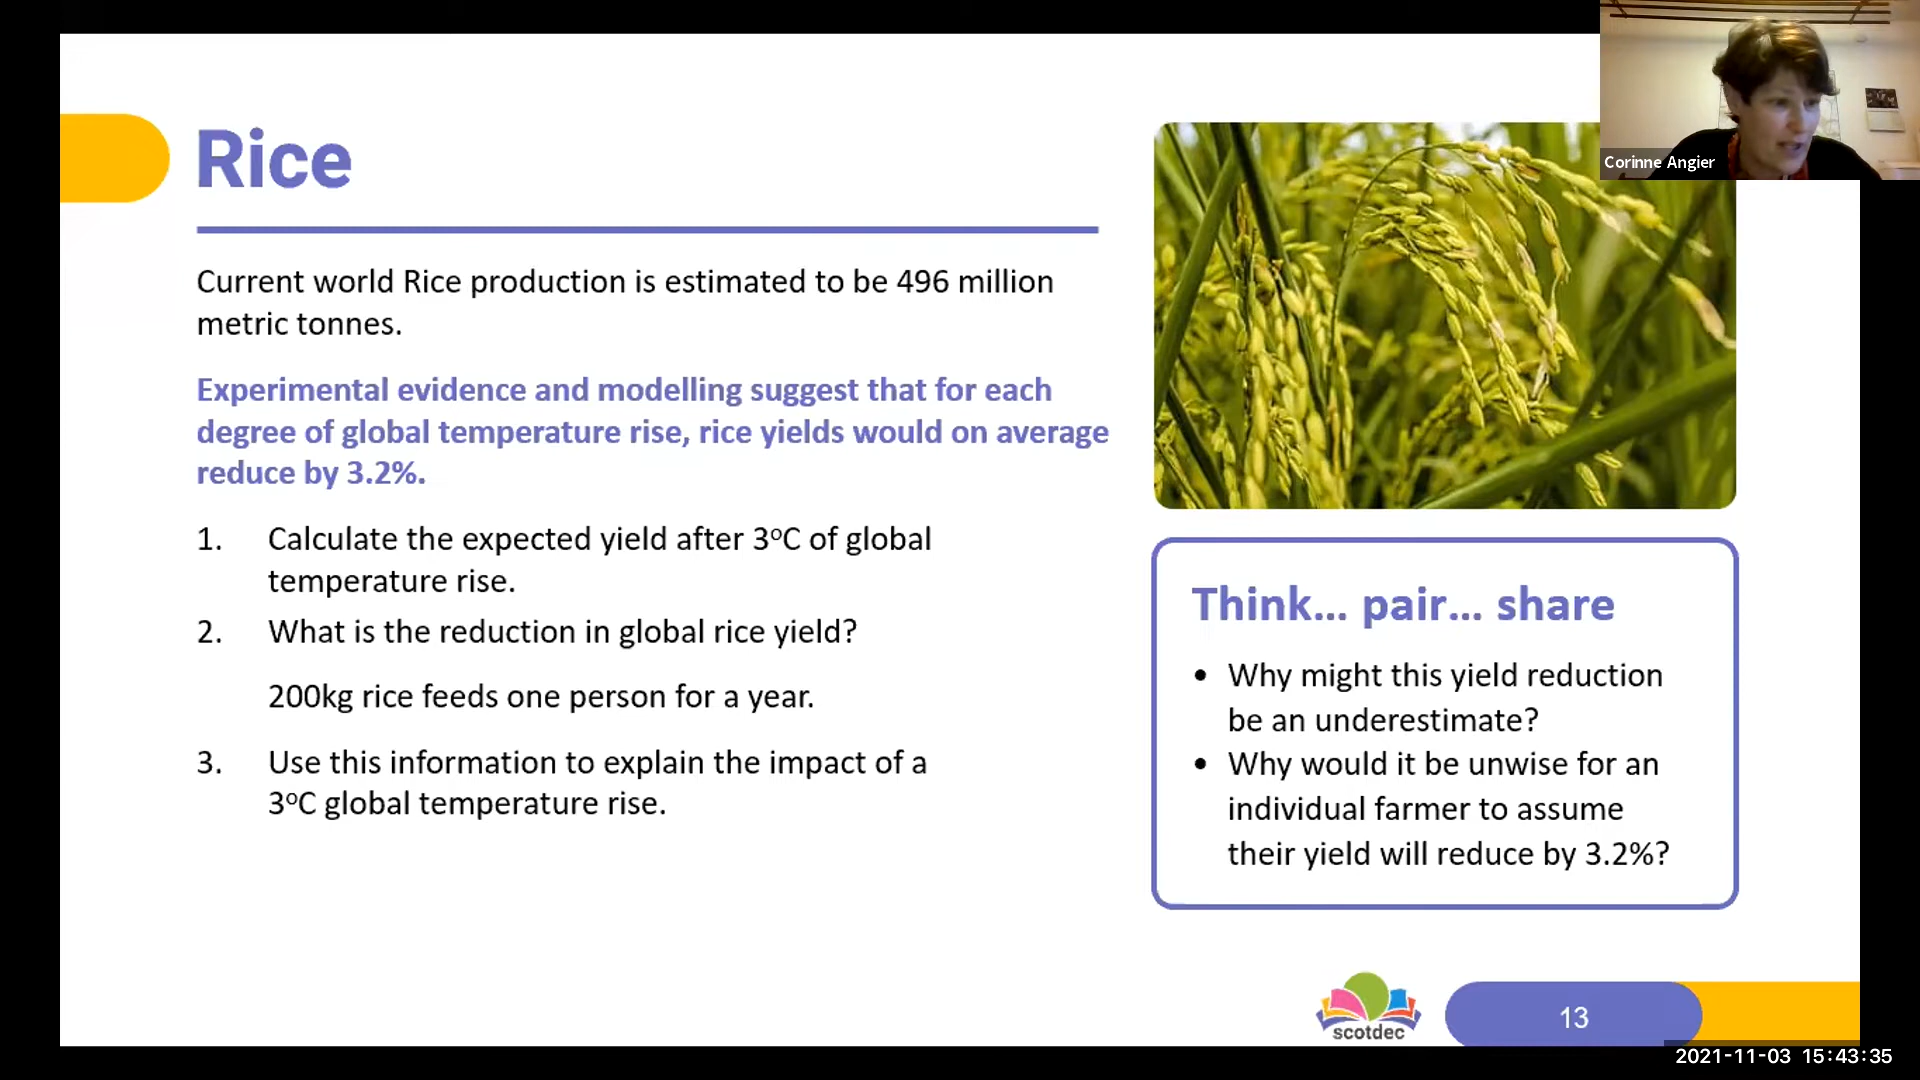 Rice
Current world Rice production is estimated to be 496 million
metric tonnes.
Experimental evidence and modelling suggest that for each
degree of global temperature rise, rice yields would on average
reduce by 3.2%.
1. Calculate the expected yield after 3ºC of global
temperature rise.
2. What is the reduction in global rice yield?
200kg rice feeds one person for a year.
3. Use this information to explain the impact of a
3ºC global temperature rise.
Corinne Angier
Think... pair... share
• Why might this yield reduction
be an underestimate?
• Why would it be unwise for an
individual farmer to assume
their yield will reduce by 3.2%?
scotdec
13
2021-11-03 15:43:35